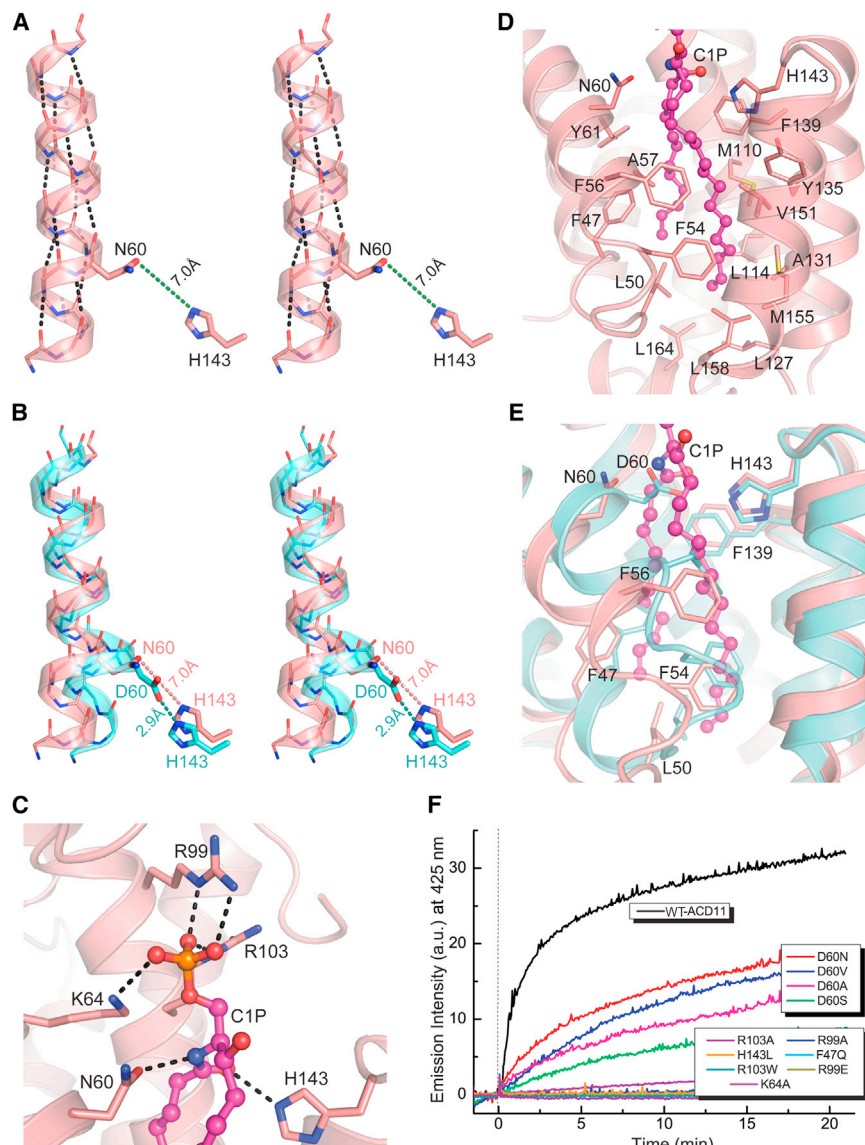 A
N60
7.0Å
H143
N60
7.0Å
H143
B
N60
7.0Å
D60
2.9Å
H143
H143
N60
7.0Å
D60
2.9Å
H143
H143
C
R99
R103
K64
C1P
N60
H143
D
C1P
N60
H143
Y61
F139
M110
A57
Y135
F56
V151
F47
F54
L114
A131
L50
M155
L164
L158
L127
E
C1P
D60
N60
H143
F139
F56
F47
F54
L50
F
Emission Intensity (a.u.) at 425 nm
30
20
10
0
WT-ACD11
D60N
D60V
D60A
D60S
R103A R99A
H143L F47Q
R103W R99E
K64A
0 5 10 15 20
Time (min)